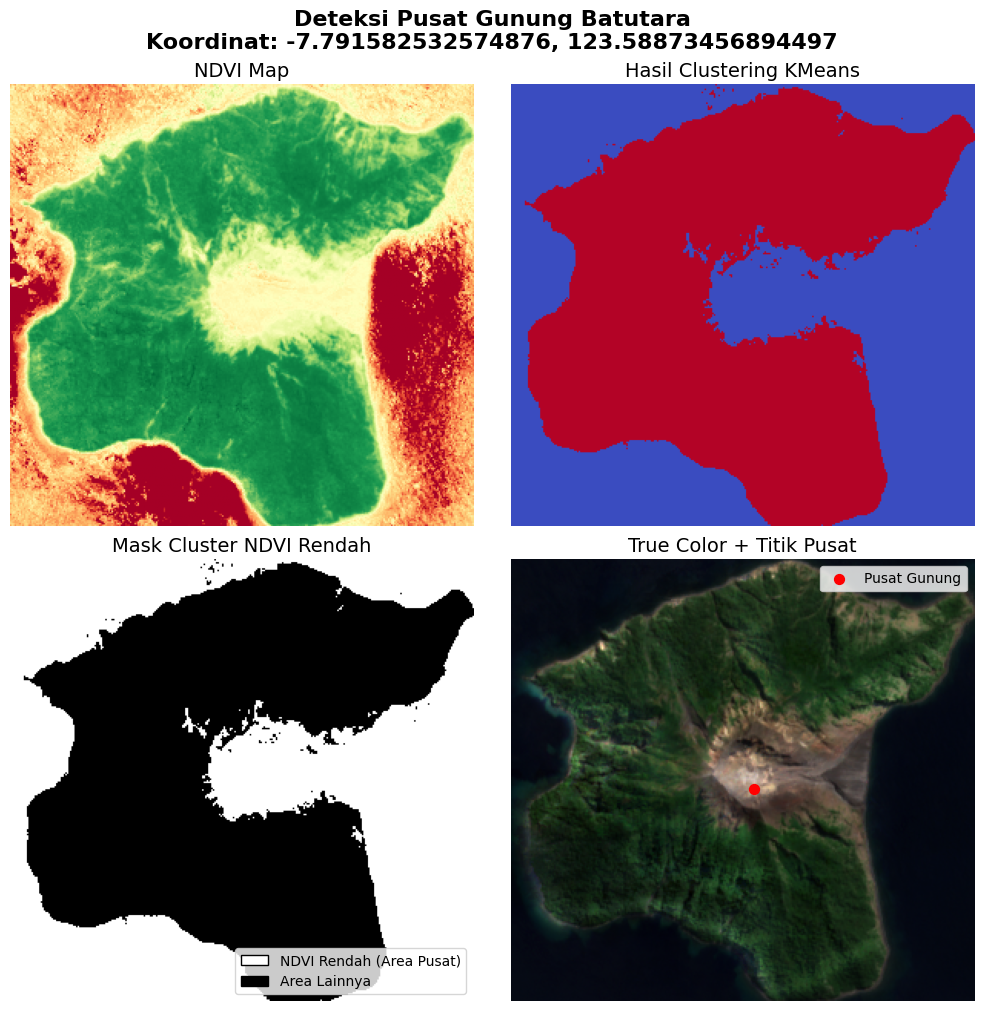 Deteksi Pusat Gunung Batutara
Koordinat: -7.791582532574876, 123.58873456894497
NDVI Map
Hasil Clustering KMeans
Mask Cluster NDVI Rendah
True Color + Titik Pusat
Pusat Gunung
NDVI Rendah (Area Pusat)
Area Lainnya